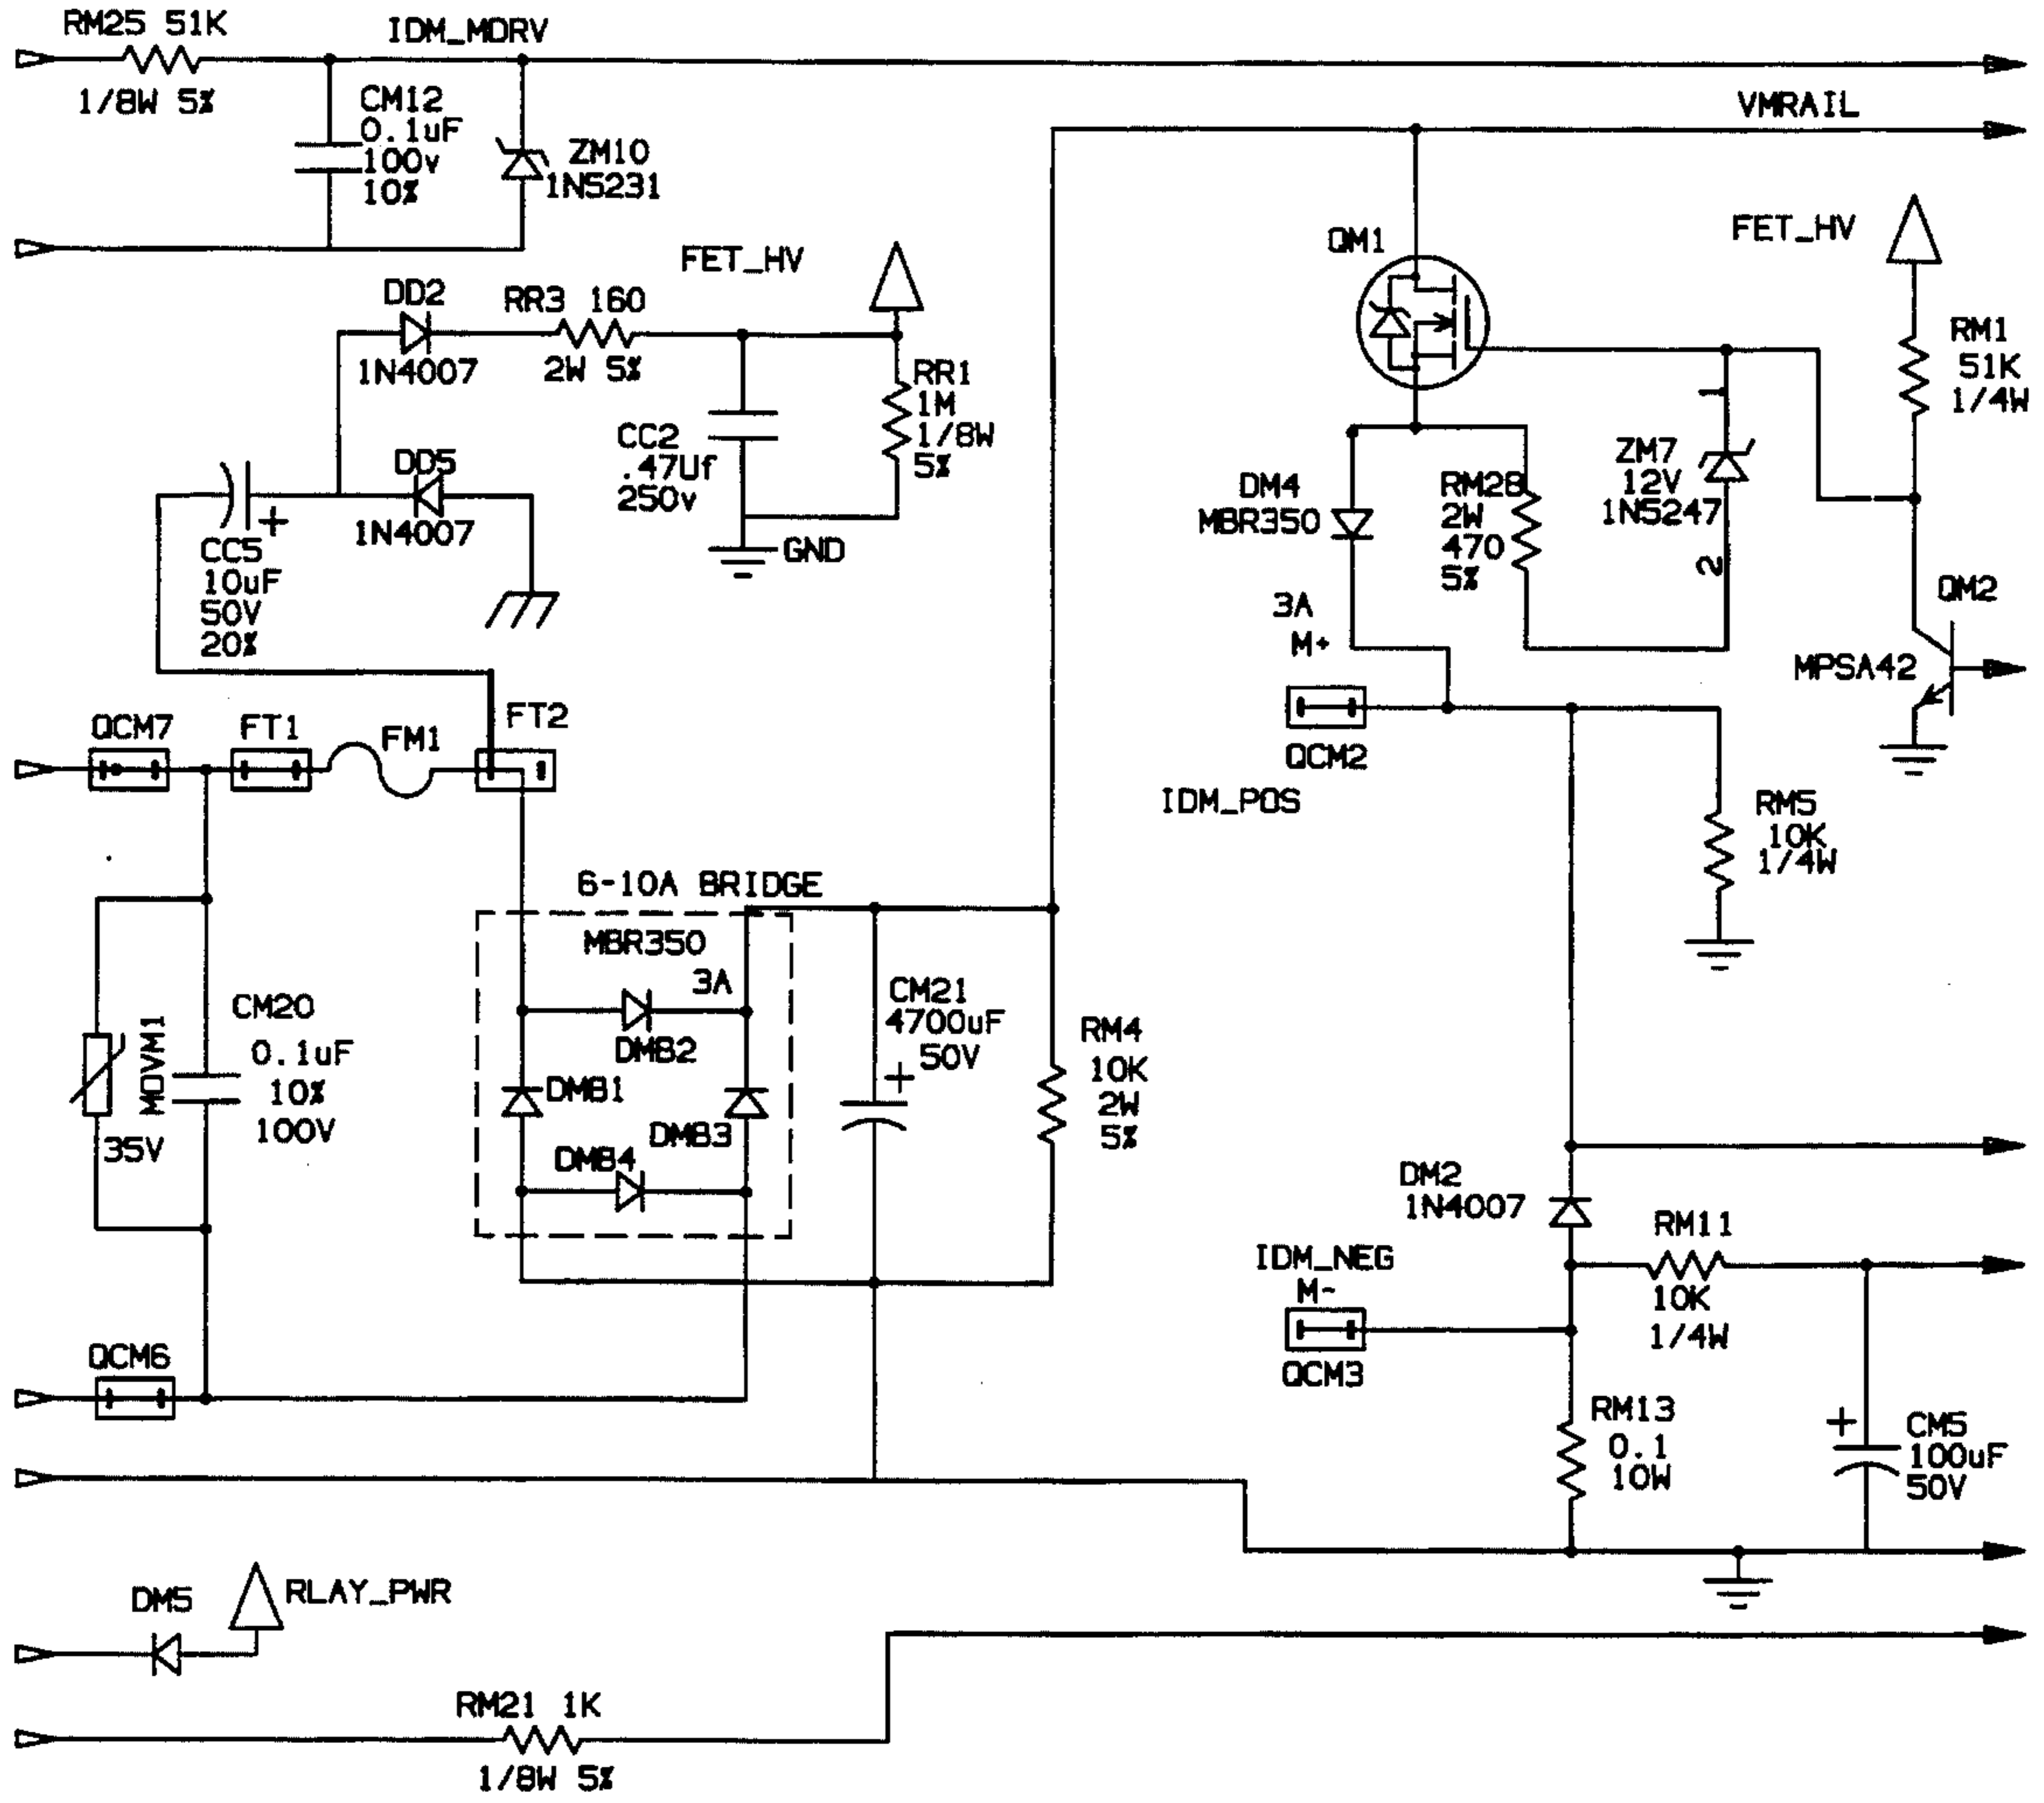 RM25 51K
1/8W 5%
IDM_MDRV
CM12
0.1uF
100v
10%
ZM10
1N5231
VMRAIL
FET_HV
DD2
1N4007
RR3 160
2W 5%
RR1
1M
1/8W
5%
CC2
.47Uf
250v
GND
DD5
1N4007
CC5
10uF
50V
20%
+
QM1
FET_HV
RM1
51K
1/4W
DM4
MBR350
3A
RM28
2W
470
5%
ZM7
12V
1N5247
1
2
QM2
MPSA42
M+
QCM2
IDM_POS
RM5
10K
1/4W
QCM7
FT1
FM1
FT2
6-10A BRIDGE
MBR350
3A
DMB2
DMB1
DMB3
DMB4
MOVM1
35V
CM20
0.1uF
10%
100V
CM21
4700uF
50V
+
RM4
10K
2W
5%
DM2
1N4007
RM11
10K
1/4W
IDM_NEG
M-
QCM3
RM13
0.1
10W
+
CM5
100uF
50V
QCM6
DM5
RLAY_PWR
RM21 1K
1/8W 5%